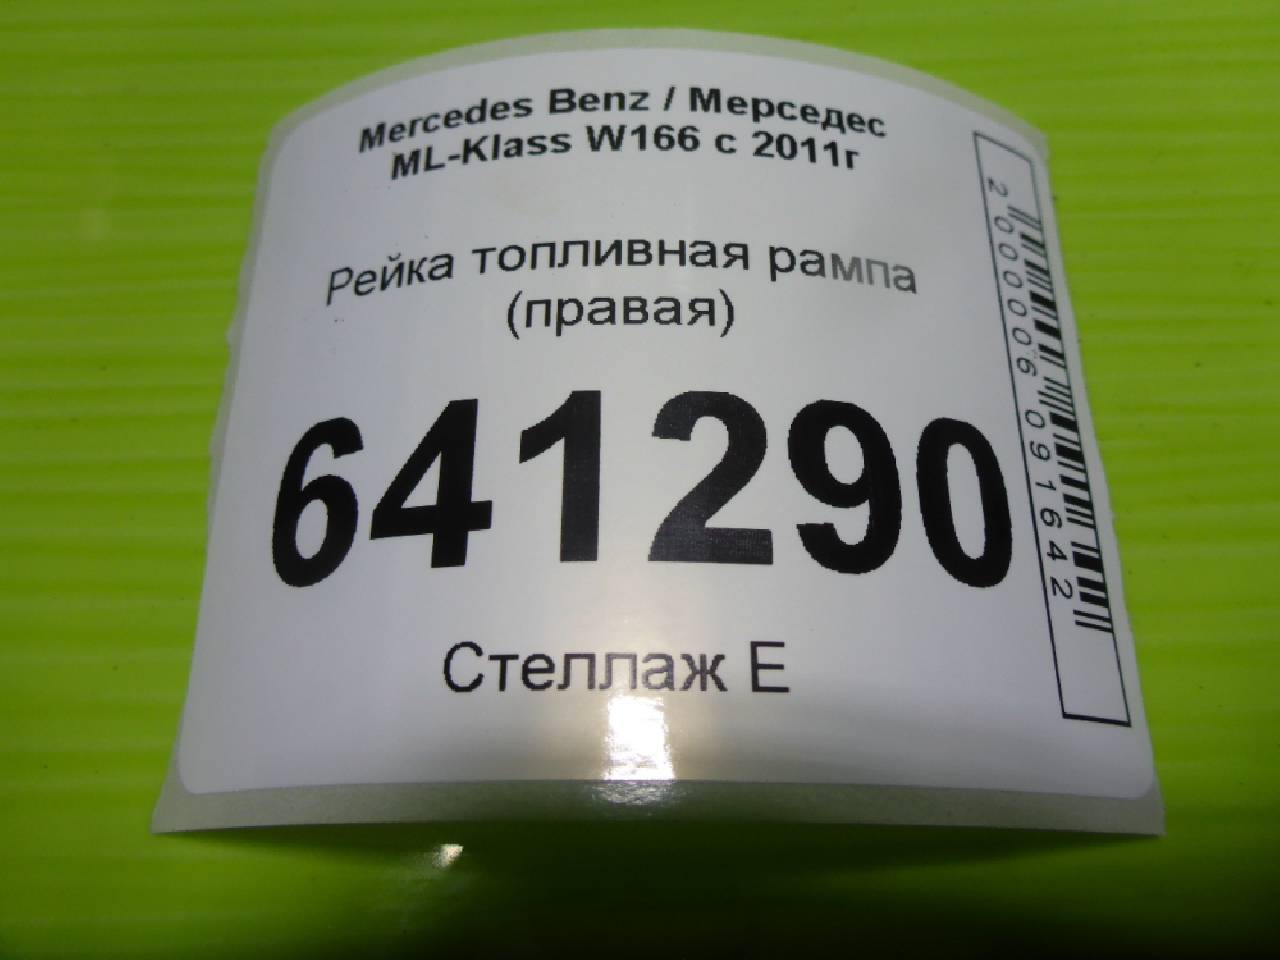 Mercedes Benz / Мерседес
ML-Klass W166 с 2011г
Рейка топливная рампа
(правая)
641290
Стеллаж Е
2000006091642